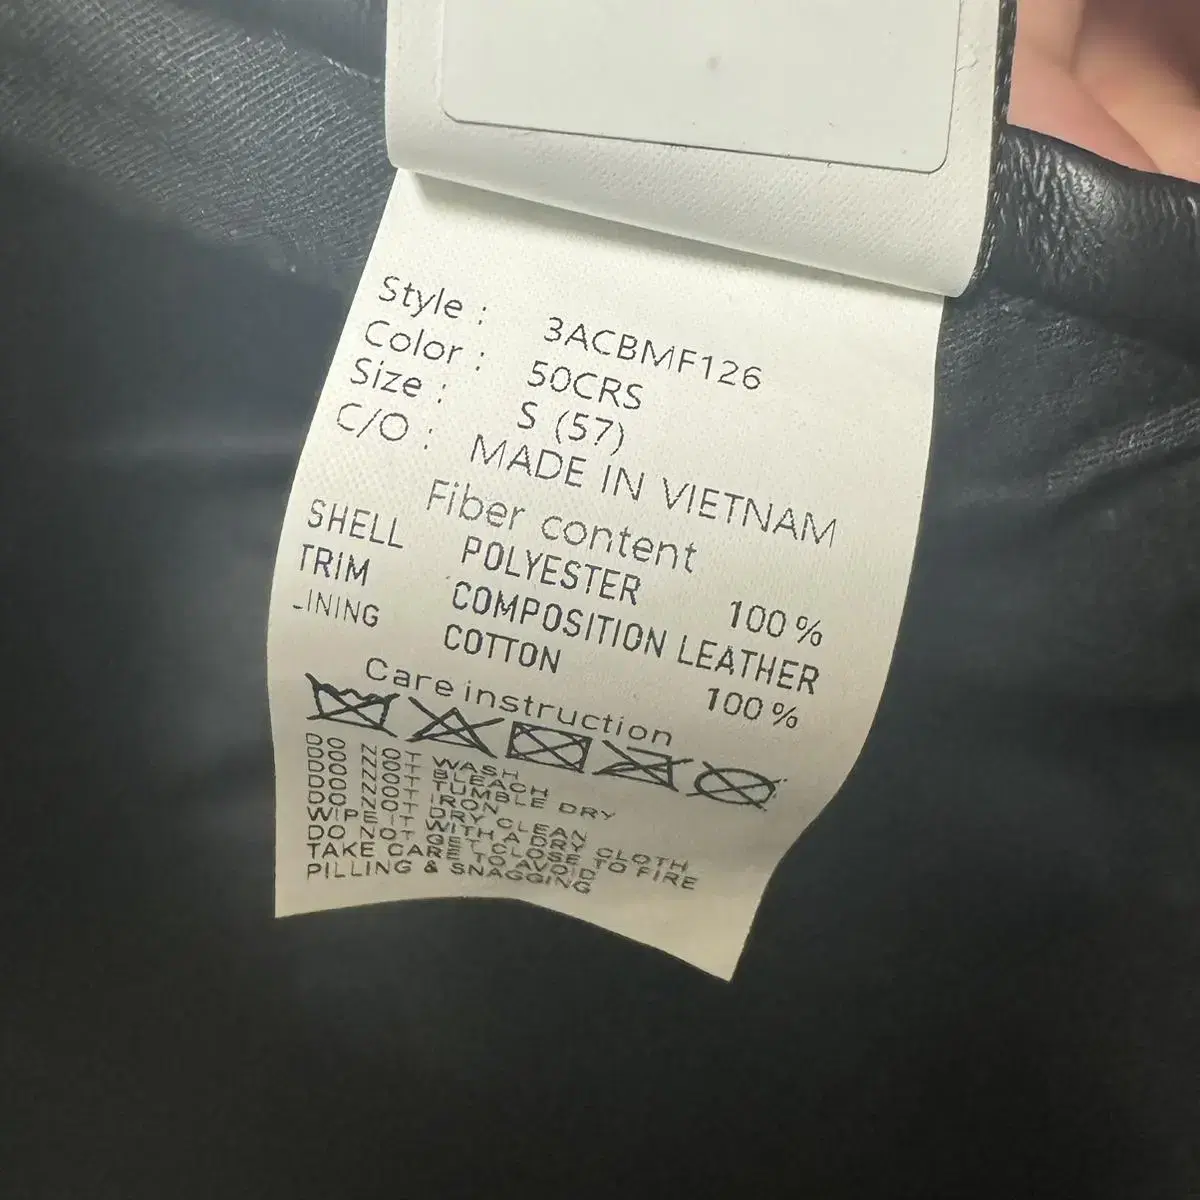 Style : 3ACBMF126
Color : 50CRS
Size : S (57)
C/O : MADE IN VIETNAM
Fiber content
SHELL POLYESTER 100 %
TRIM COMPOSITION LEATHER
LINING COTTON 100 %
Care instruction
DO NOT WASH
DO NOT BLEACH
DO NOT TUMBLE DRY
DO NOT IRON
DO NOT DRY CLEAN
WIPE IT WITH A DRY CLOTH
DO NOT GET CLOSE TO FIRE
TAKE CARE TO AVOID
PILLING & SNAGGING